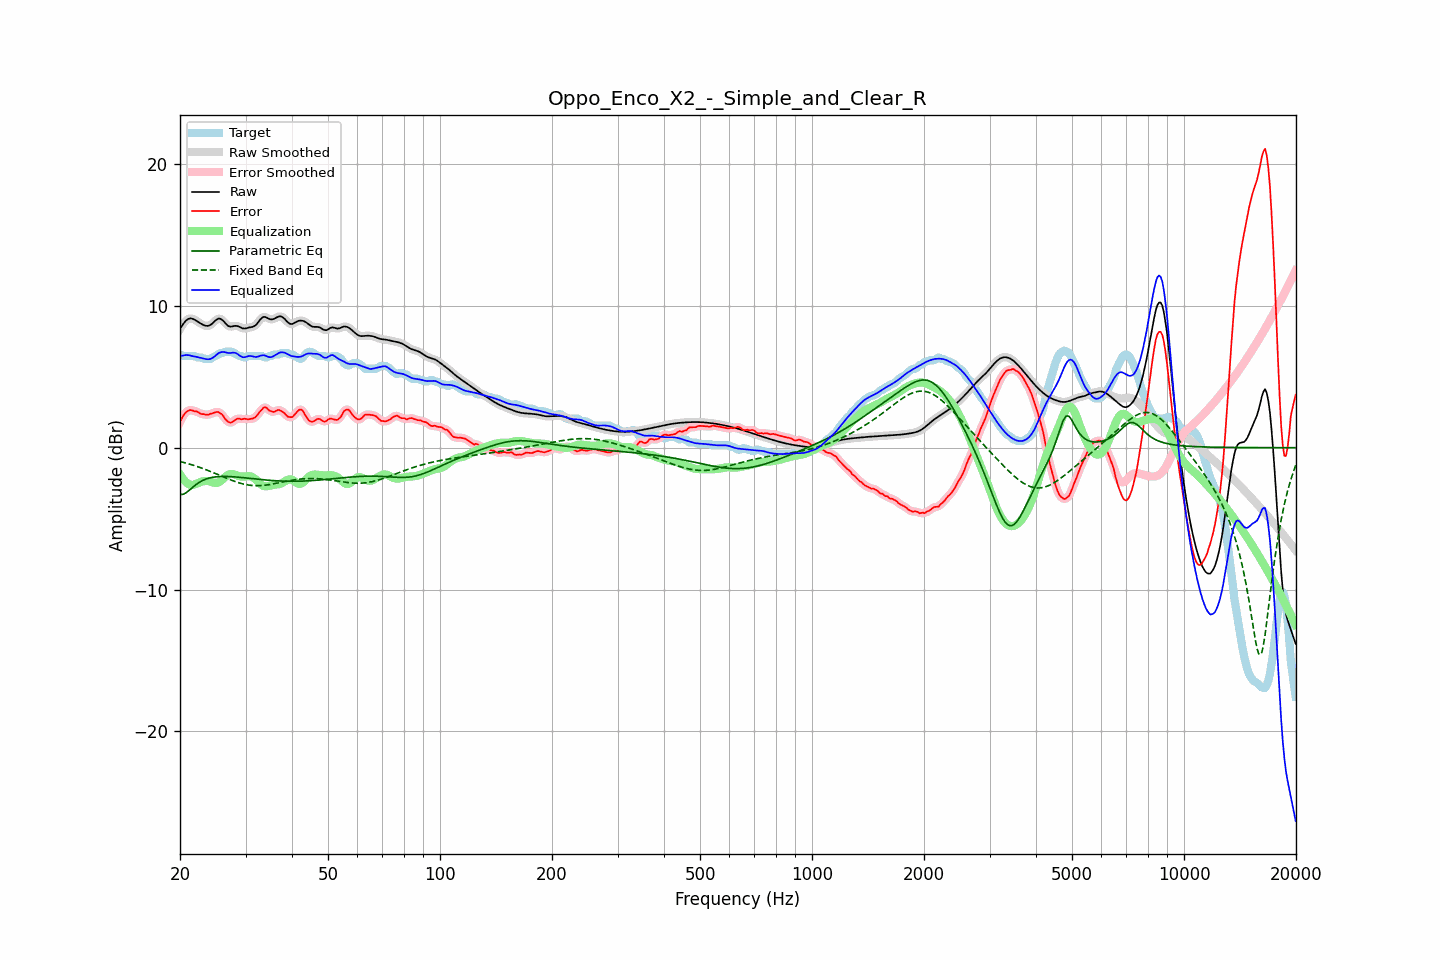 Oppo_Enco_X2_-_Simple_and_Clear_R
Target
Raw Smoothed
Error Smoothed
Raw
Error
Equalization
Parametric Eq
Fixed Band Eq
Equalized
20
10
0
−10
−20
Amplitude (dBr)
20 50 100 200 500 1000 2000 5000 10000 20000
Frequency (Hz)